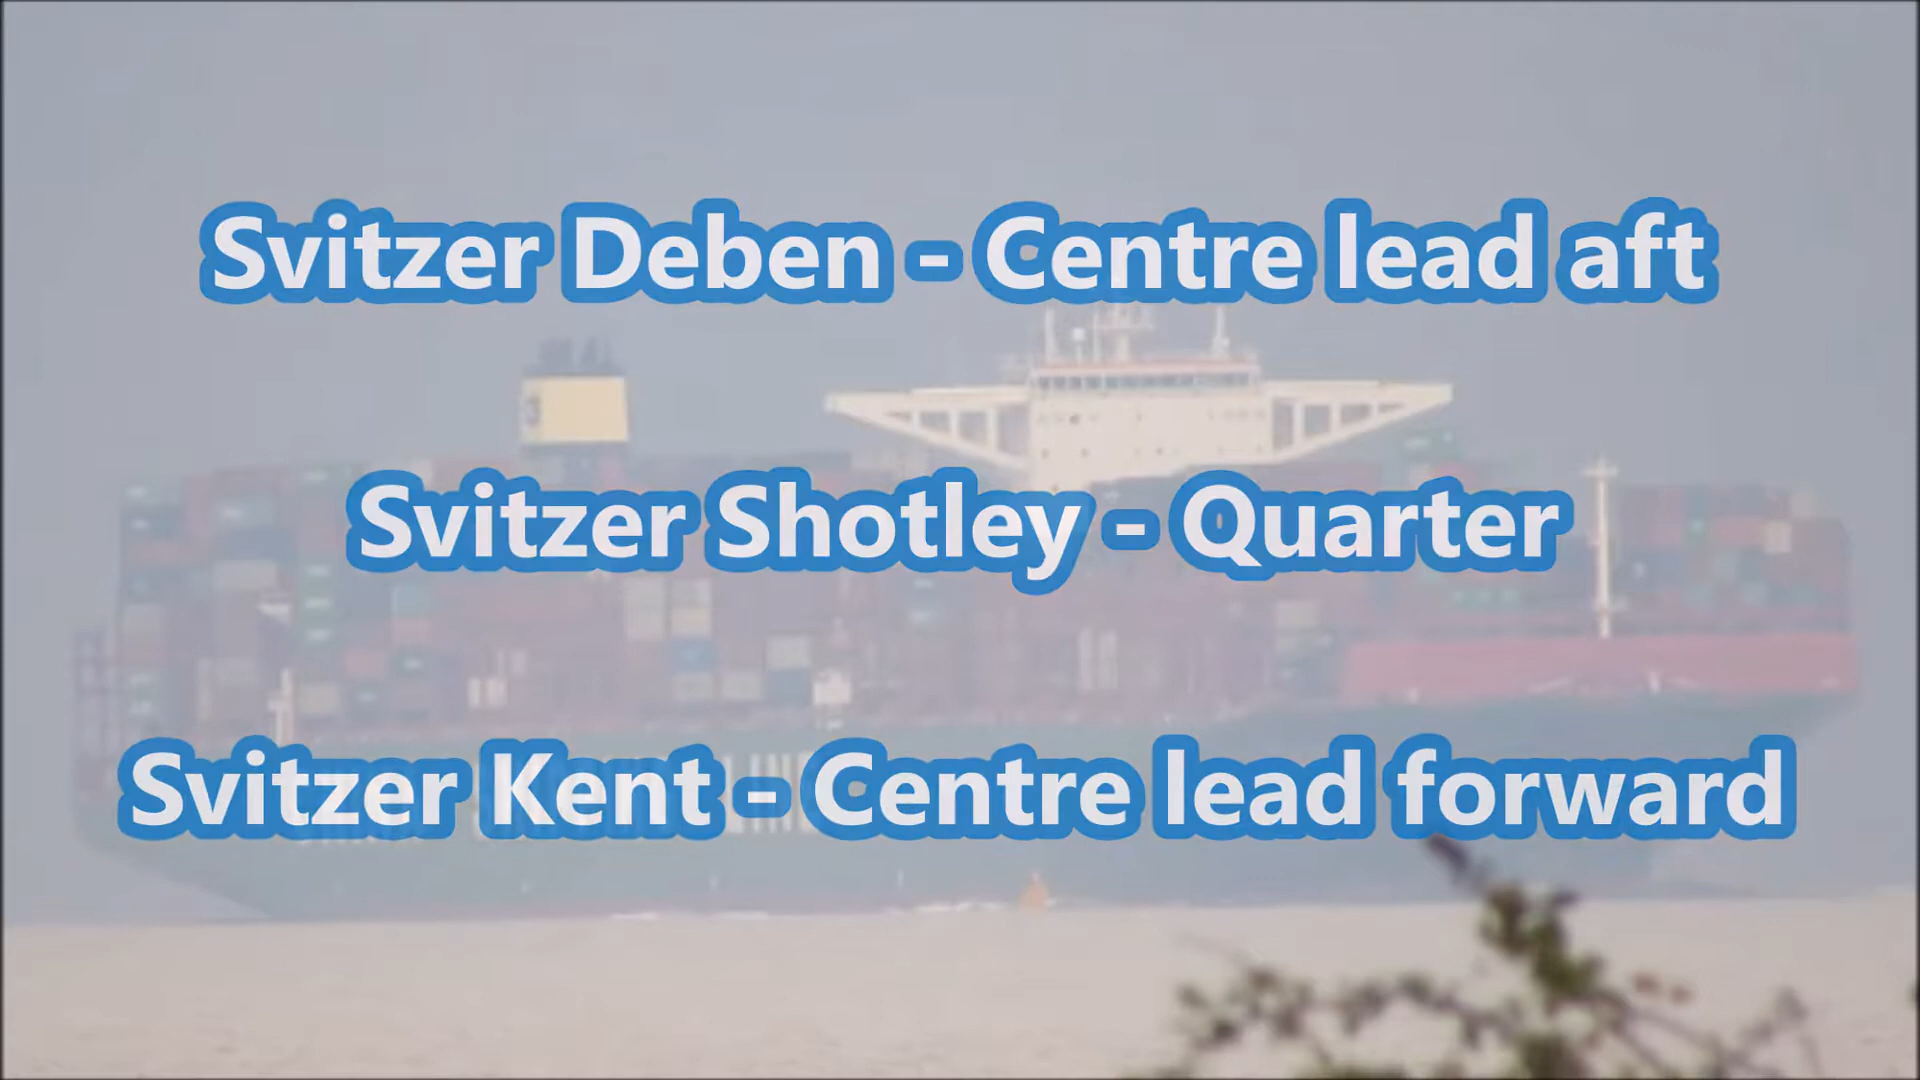 Svitzer Deben - Centre lead aft
Svitzer Shotley - Quarter
Svitzer Kent - Centre lead forward